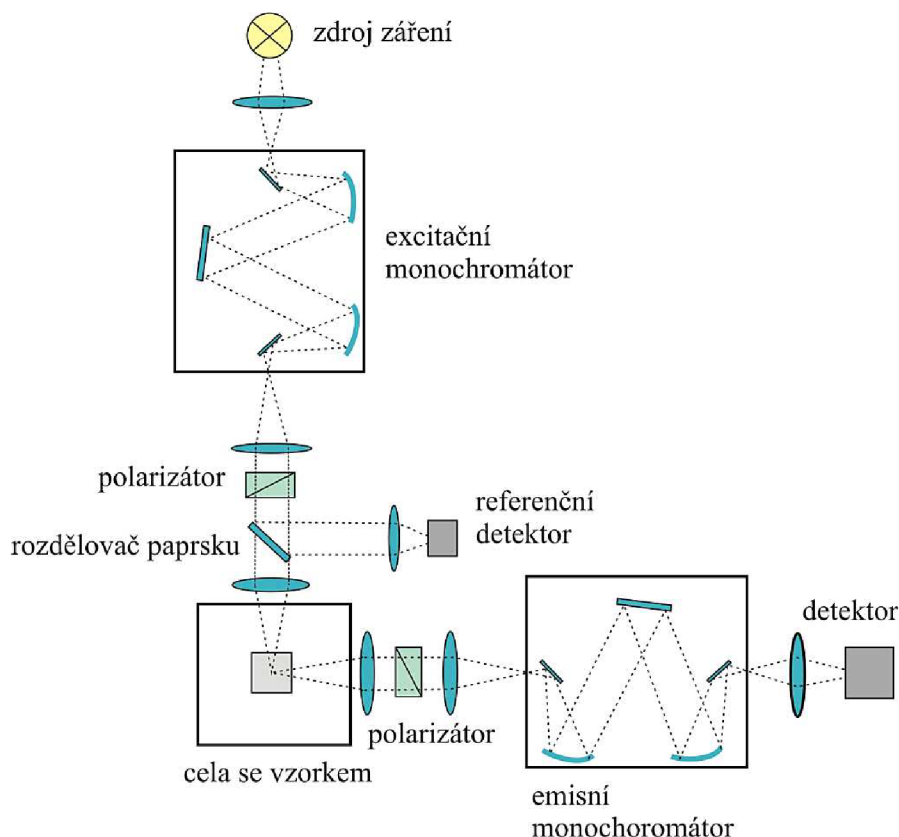 zdroj záření
excitační
monochromátor
polarizátor
referenční
detektor
rozdělovač paprsku
detektor
polarizátor
cela se vzorkem
emisní
monochoromátor